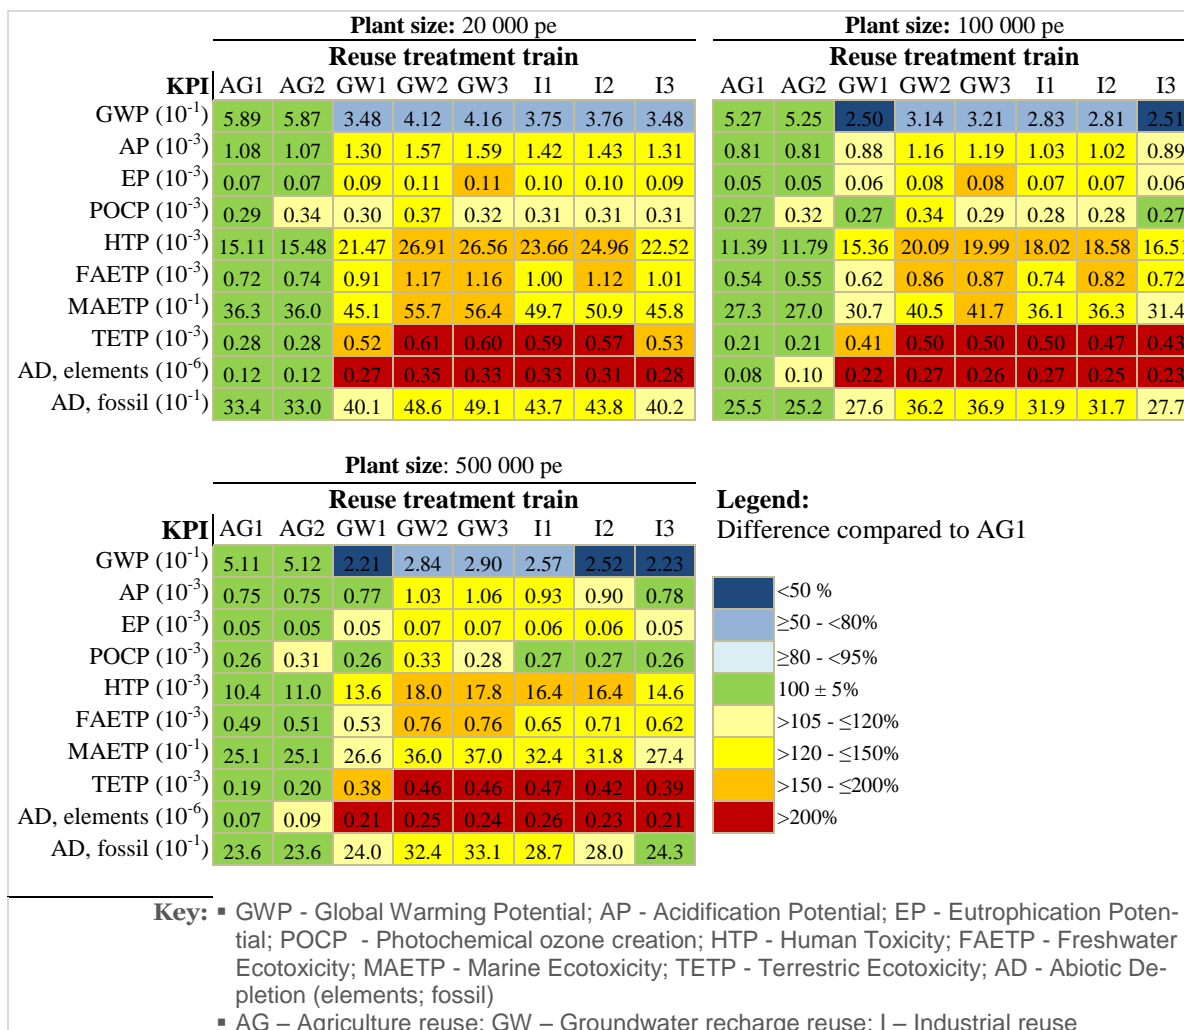 Plant size: 20 000 pe
Reuse treatment train
KPI AG1 AG2 GW1 GW2 GW3 I1 I2 I3
GWP (10-1) 5.89 5.87 3.48 4.12 4.16 3.75 3.76 3.48
AP (10-3) 1.08 1.07 1.30 1.57 1.59 1.42 1.43 1.31
EP (10-3) 0.07 0.07 0.09 0.11 0.11 0.10 0.10 0.09
POCP (10-3) 0.29 0.34 0.30 0.37 0.32 0.31 0.31 0.31
HTP (10-3) 15.11 15.48 21.47 26.91 26.56 23.66 24.96 22.52
FAETP (10-3) 0.72 0.74 0.91 1.17 1.16 1.00 1.12 1.01
MAETP (10-1) 36.3 36.0 45.1 55.7 56.4 49.7 50.9 45.8
TETP (10-3) 0.28 0.28 0.52 0.61 0.60 0.59 0.57 0.53
AD, elements (10-6) 0.12 0.12 0.27 0.35 0.33 0.33 0.31 0.28
AD, fossil (10-1) 33.4 33.0 40.1 48.6 49.1 43.7 43.8 40.2
Plant size: 100 000 pe
Reuse treatment train
AG1 AG2 GW1 GW2 GW3 I1 I2 I3
5.27 5.25 2.50 3.14 3.21 2.83 2.81 2.51
0.81 0.81 0.88 1.16 1.19 1.03 1.02 0.89
0.05 0.05 0.06 0.08 0.08 0.07 0.07 0.06
0.27 0.32 0.27 0.34 0.29 0.28 0.28 0.27
11.39 11.79 15.36 20.09 19.99 18.02 18.58 16.51
0.54 0.55 0.62 0.86 0.87 0.74 0.82 0.72
27.3 27.0 30.7 40.5 41.7 36.1 36.3 31.4
0.21 0.21 0.41 0.50 0.50 0.50 0.47 0.43
0.08 0.10 0.22 0.27 0.26 0.27 0.25 0.23
25.5 25.2 27.6 36.2 36.9 31.9 31.7 27.7
Plant size: 500 000 pe
Reuse treatment train
KPI AG1 AG2 GW1 GW2 GW3 I1 I2 I3
GWP (10-1) 5.11 5.12 2.21 2.84 2.90 2.57 2.52 2.23
AP (10-3) 0.75 0.75 0.77 1.03 1.06 0.93 0.90 0.78
EP (10-3) 0.05 0.05 0.05 0.07 0.07 0.06 0.06 0.05
POCP (10-3) 0.26 0.31 0.26 0.33 0.28 0.27 0.27 0.26
HTP (10-3) 10.4 11.0 13.6 18.0 17.8 16.4 16.4 14.6
FAETP (10-3) 0.49 0.51 0.53 0.76 0.76 0.65 0.71 0.62
MAETP (10-1) 25.1 25.1 26.6 36.0 37.0 32.4 31.8 27.4
TETP (10-3) 0.19 0.20 0.38 0.46 0.46 0.47 0.42 0.39
AD, elements (10-6) 0.07 0.09 0.21 0.25 0.24 0.26 0.23 0.21
AD, fossil (10-1) 23.6 23.6 24.0 32.4 33.1 28.7 28.0 24.3
Legend:
Difference compared to AG1
<50 %
≥50 - <80%
≥80 - <95%
100 ± 5%
>105 - ≤120%
>120 - ≤150%
>150 - ≤200%
>200%
Key: ▪ GWP - Global Warming Potential; AP - Acidification Potential; EP - Eutrophication Poten-
tial; POCP - Photochemical ozone creation; HTP - Human Toxicity; FAETP - Freshwater
Ecotoxicity; MAETP - Marine Ecotoxicity; TETP - Terrestric Ecotoxicity; AD - Abiotic De-
pletion (elements; fossil)
▪ AG – Agriculture reuse; GW – Groundwater recharge reuse; I – Industrial reuse